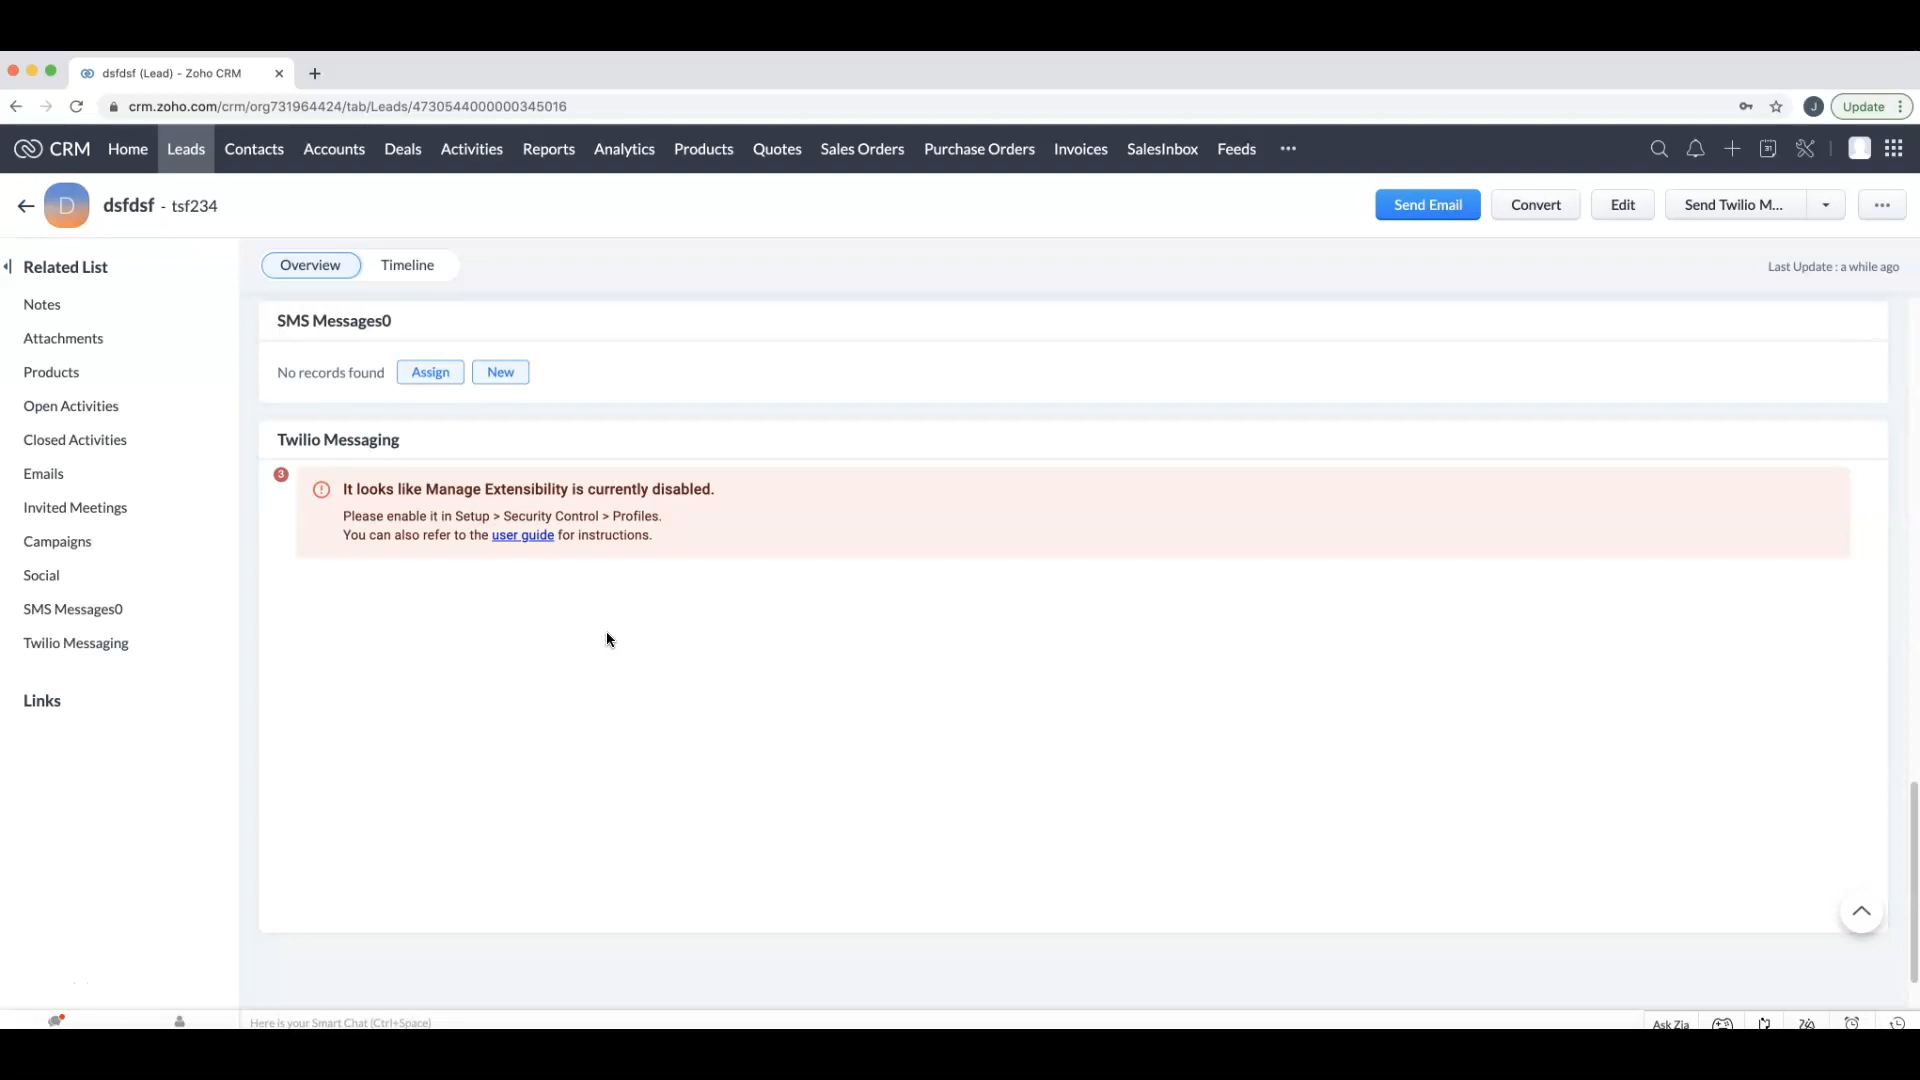 dsfdsf (Lead) - Zoho CRM
crm.zoho.com/crm/org731964424/tab/Leads/4730544000000345016
J
Update
CRM Home Leads Contacts Accounts Deals Activities Reports Analytics Products Quotes Sales Orders Purchase Orders Invoices SalesInbox Feeds
31
D
dsfdsf - tsf234
Send Email Convert Edit Send Twilio M...
Related List
Notes
Attachments
Products
Open Activities
Closed Activities
Emails
Invited Meetings
Campaigns
Social
SMS Messages0
Twilio Messaging
Links
Overview Timeline
Last Update : a while ago
SMS Messages0
No records found Assign New
Twilio Messaging
3
It looks like Manage Extensibility is currently disabled.
Please enable it in Setup > Security Control > Profiles.
You can also refer to the user guide for instructions.
Here is your Smart Chat (Ctrl+Space)
Ask Zia